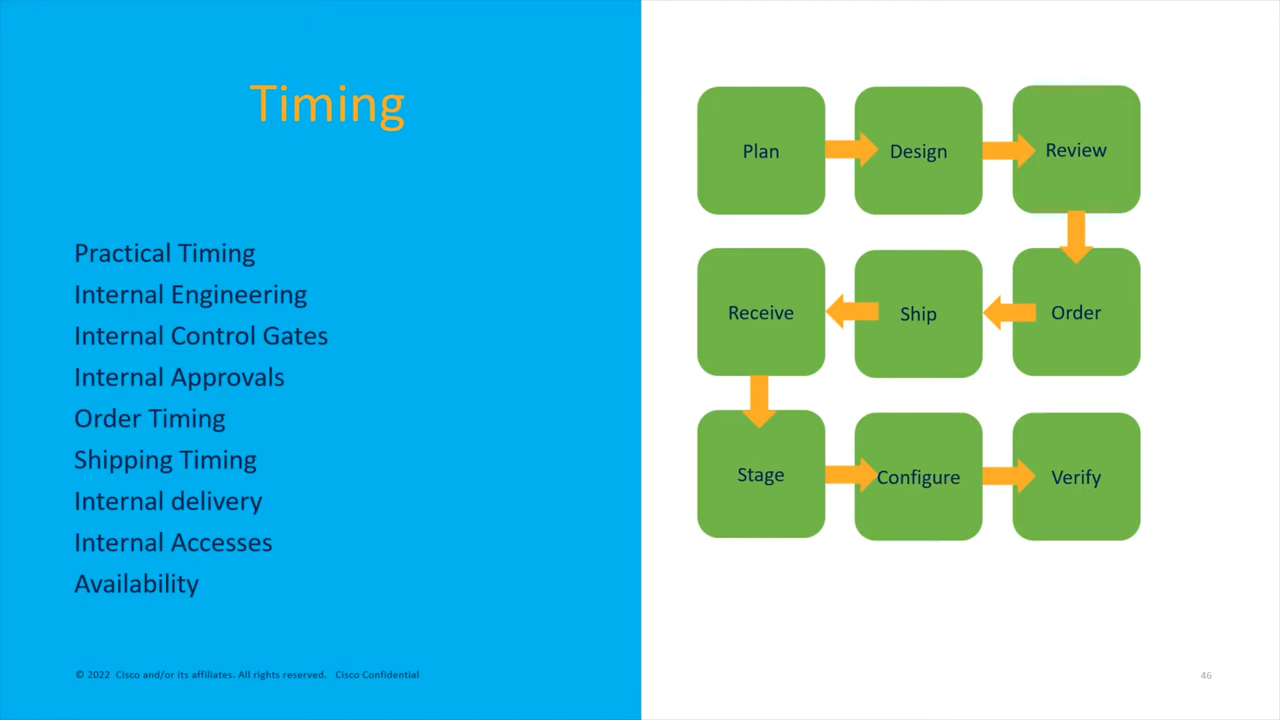 Timing
Practical Timing
Internal Engineering
Internal Control Gates
Internal Approvals
Order Timing
Shipping Timing
Internal delivery
Internal Accesses
Availability
Plan
Design
Review
Receive
Ship
Order
Stage
Configure
Verify
© 2022 Cisco and/or its affiliates. All rights reserved. Cisco Confidential
46